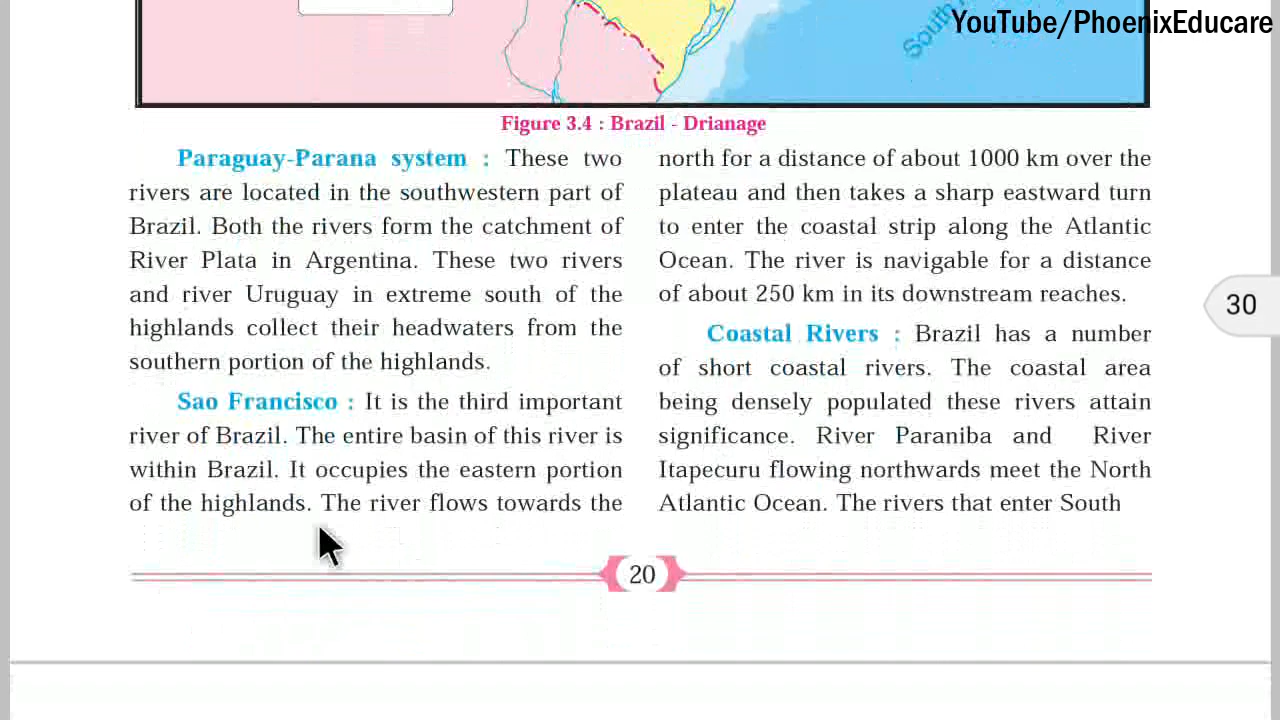 YouTube/PhoenixEducare
South
Figure 3.4 : Brazil - Drianage
Paraguay-Parana system : These two
rivers are located in the southwestern part of
Brazil. Both the rivers form the catchment of
River Plata in Argentina. These two rivers
and river Uruguay in extreme south of the
highlands collect their headwaters from the
southern portion of the highlands.
Sao Francisco : It is the third important
river of Brazil. The entire basin of this river is
within Brazil. It occupies the eastern portion
of the highlands. The river flows towards the
north for a distance of about 1000 km over the
plateau and then takes a sharp eastward turn
to enter the coastal strip along the Atlantic
Ocean. The river is navigable for a distance
of about 250 km in its downstream reaches.
Coastal Rivers : Brazil has a number
of short coastal rivers. The coastal area
being densely populated these rivers attain
significance. River Paraniba and River
Itapecuru flowing northwards meet the North
Atlantic Ocean. The rivers that enter South
30
20